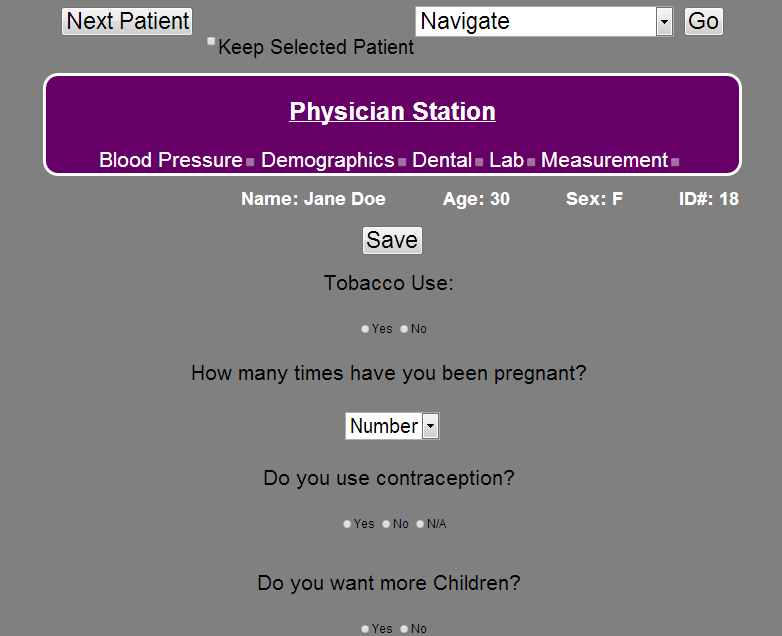 Next Patient Keep Selected Patient Navigate Go
Physician Station
Blood Pressure Demographics Dental Lab Measurement
Name: Jane Doe Age: 30 Sex: F ID#: 18
Save
Tobacco Use:
Yes No
How many times have you been pregnant?
Number
Do you use contraception?
Yes No N/A
Do you want more Children?
Yes No